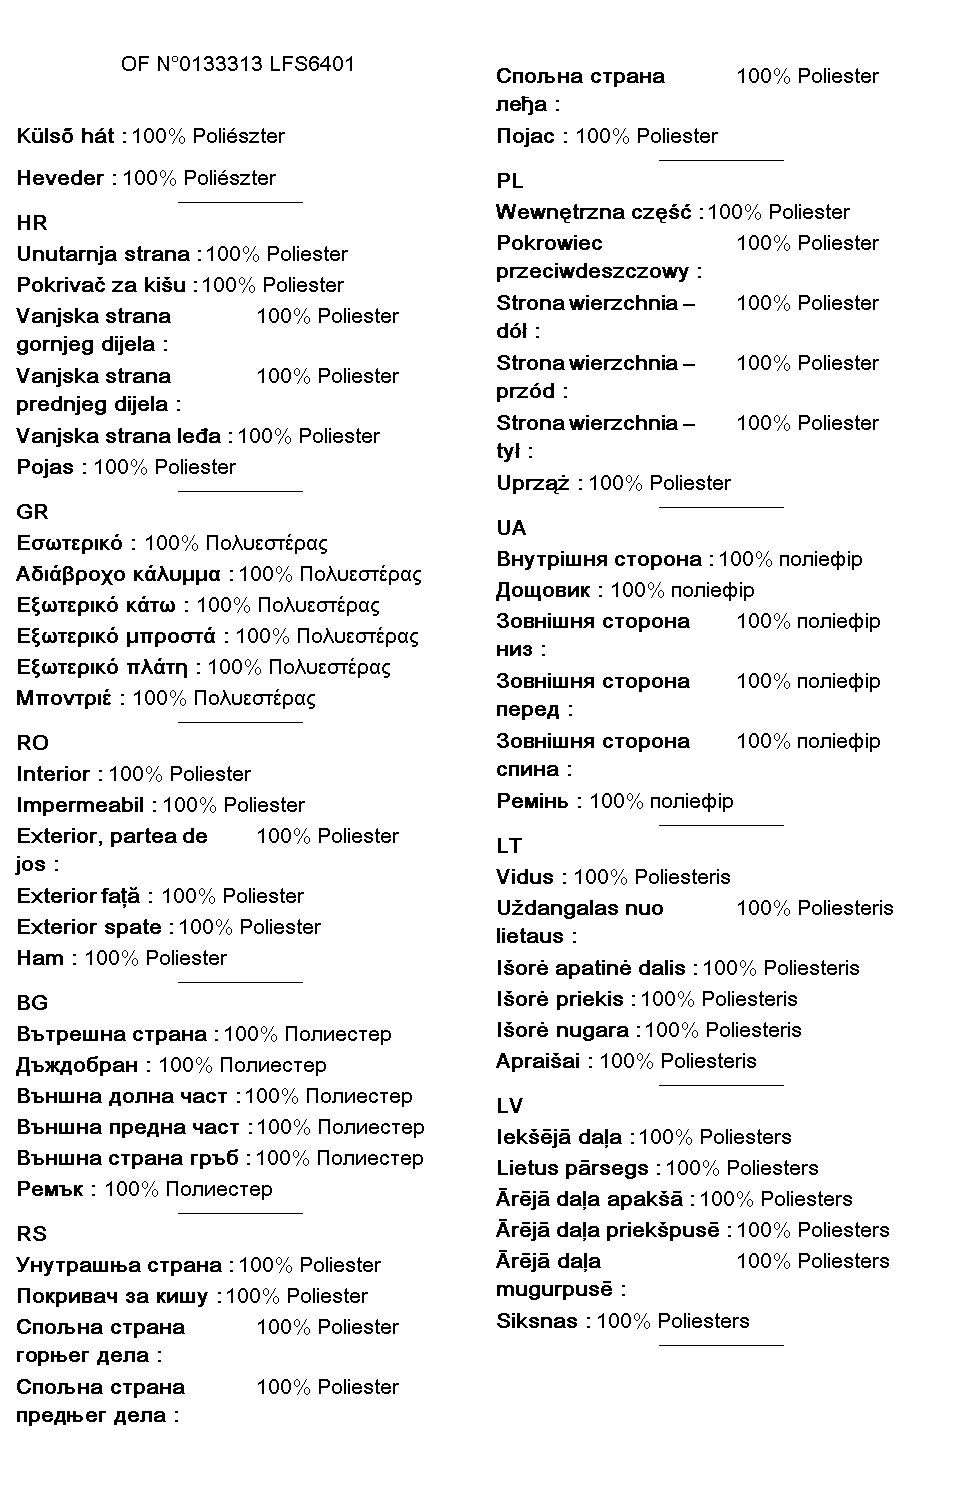 OF N°0133313 LFS6401
Külső hát : 100% Poliészter
Heveder : 100% Poliészter
HR
Unutarnja strana : 100% Poliester
Pokrivač za kišu : 100% Poliester
Vanjska strana 100% Poliester
gornjeg dijela :
Vanjska strana 100% Poliester
prednjeg dijela :
Vanjska strana leđa : 100% Poliester
Pojas : 100% Poliester
GR
Εσωτερικό : 100% Πολυεστέρας
Αδιάβροχο κάλυμμα : 100% Πολυεστέρας
Εξωτερικό κάτω : 100% Πολυεστέρας
Εξωτερικό μπροστά : 100% Πολυεστέρας
Εξωτερικό πλάτη : 100% Πολυεστέρας
Μποντριέ : 100% Πολυεστέρας
RO
Interior : 100% Poliester
Impermeabil : 100% Poliester
Exterior, partea de 100% Poliester
jos :
Exterior față : 100% Poliester
Exterior spate : 100% Poliester
Ham : 100% Poliester
BG
Вътрешна страна : 100% Полиестер
Дъждобран : 100% Полиестер
Външна долна част : 100% Полиестер
Външна предна част : 100% Полиестер
Външна страна гръб : 100% Полиестер
Ремък : 100% Полиестер
RS
Унутрашња страна : 100% Poliester
Покривач за кишу : 100% Poliester
Спољна страна 100% Poliester
горњег дела :
Спољна страна 100% Poliester
предњег дела :
Спољна страна 100% Poliester
леђа :
Појас : 100% Poliester
PL
Wewnętrzna część : 100% Poliester
Pokrowiec 100% Poliester
przeciwdeszczowy :
Strona wierzchnia – 100% Poliester
dół :
Strona wierzchnia – 100% Poliester
przód :
Strona wierzchnia – 100% Poliester
tył :
Uprząż : 100% Poliester
UA
Внутрішня сторона : 100% поліефір
Дощовик : 100% поліефір
Зовнішня сторона 100% поліефір
низ :
Зовнішня сторона 100% поліефір
перед :
Зовнішня сторона 100% поліефір
спина :
Ремінь : 100% поліефір
LT
Vidus : 100% Poliesteris
Uždangalas nuo 100% Poliesteris
lietaus :
Išorė apatinė dalis : 100% Poliesteris
Išorė priekis : 100% Poliesteris
Išorė nugara : 100% Poliesteris
Apraišai : 100% Poliesteris
LV
Iekšējā daļa : 100% Poliesters
Lietus pārsegs : 100% Poliesters
Ārējā daļa apakšā : 100% Poliesters
Ārējā daļa priekšpusē : 100% Poliesters
Ārējā daļa 100% Poliesters
mugurpusē :
Siksnas : 100% Poliesters